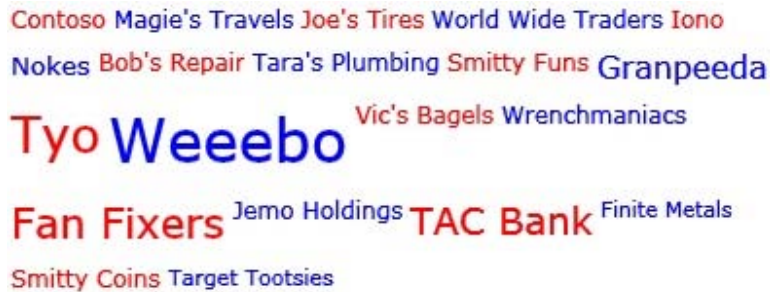 Contoso Magie's Travels Joe's Tires World Wide Traders Iono
Nokes Bob's Repair Tara's Plumbing Smitty Funs Granpeeda
Tyo Weeebo Vic's Bagels Wrenchmaniacs
Fan Fixers Jemo Holdings TAC Bank Finite Metals
Smitty Coins Target Tootsies